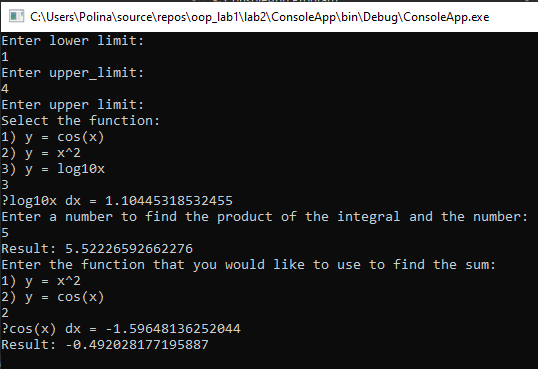 C:\Users\Polina\source\repos\oop_lab1\lab2\ConsoleApp\bin\Debug\ConsoleApp.exe
Enter lower limit:
1
Enter upper_limit:
4
Enter upper limit:
Select the function:
1) y = cos(x)
2) y = x^2
3) y = log10x
3
?log10x dx = 1.10445318532455
Enter a number to find the product of the integral and the number:
5
Result: 5.52226592662276
Enter the function that you would like to use to find the sum:
1) y = x^2
2) y = cos(x)
2
?cos(x) dx = -1.59648136252044
Result: -0.492028177195887